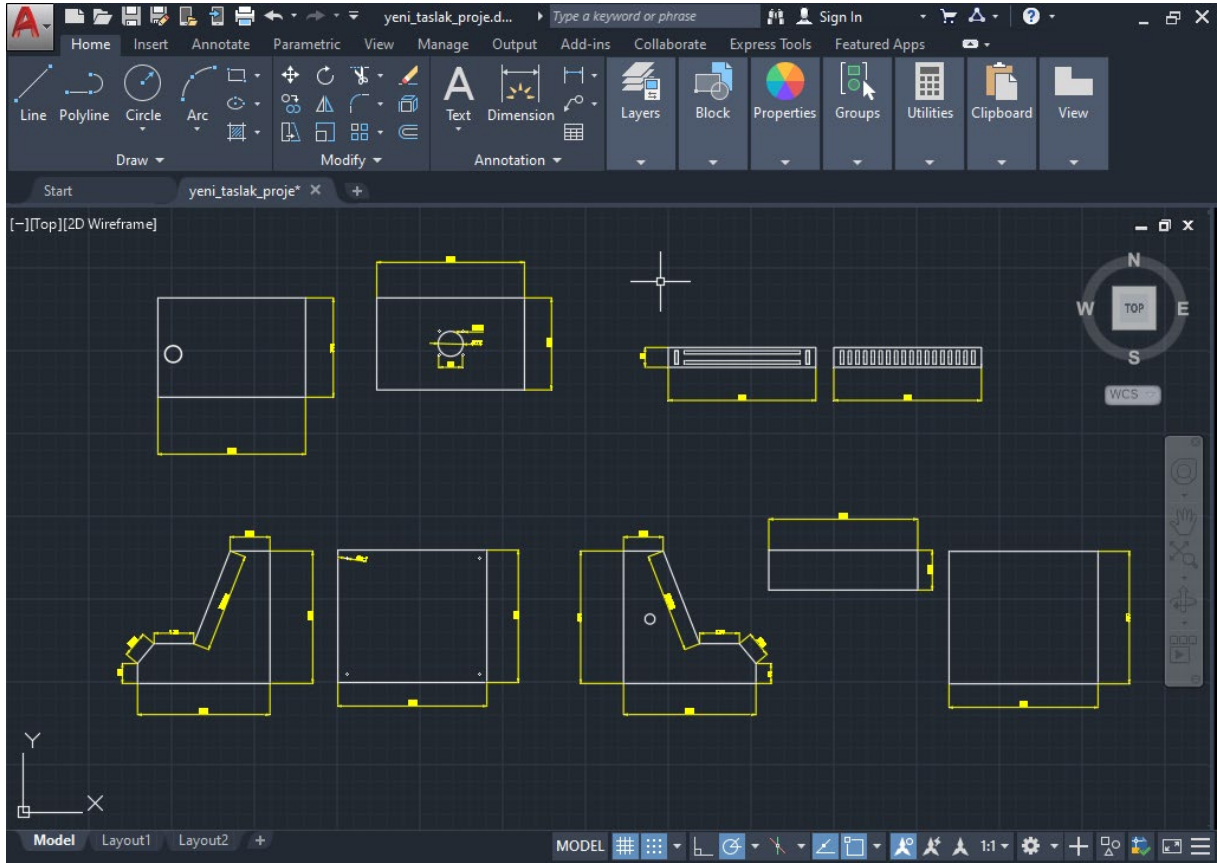 yeni_taslak_proje.d... Type a keyword or phrase Sign In
Home Insert Annotate Parametric View Manage Output Add-ins Collaborate Express Tools Featured Apps
Line Polyline Circle Arc Text Dimension Layers Block Properties Groups Utilities Clipboard View
Draw Modify Annotation
Start yeni_taslak_proje*
[−][Top][2D Wireframe]
N
W TOP E
S
WCS
Y
X
Model Layout1 Layout2 MODEL 1:1